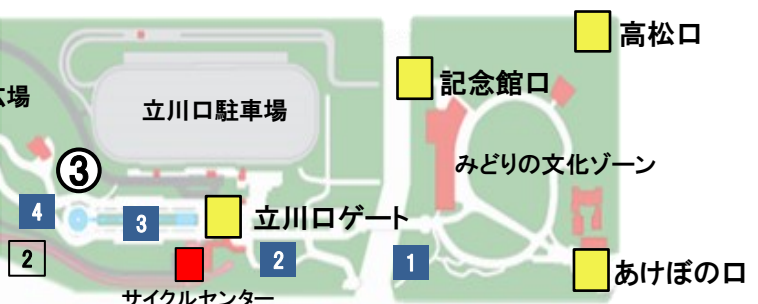 高松口
記念館口
広場
立川口駐車場
みどりの文化ゾーン
③
4
3
立川口ゲート
2
2
1
あけぼの口
サイクルセンター